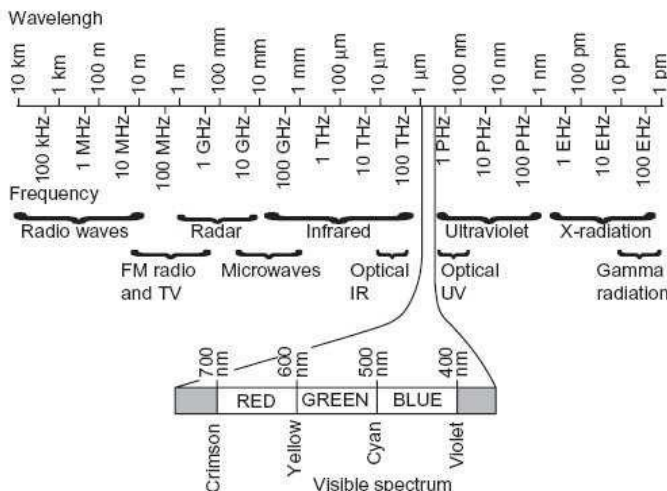 Wavelengh
10 km 1 km 100 m 10 m 1 m 100 mm 10 mm 1 mm 100 μm 10 μm 1 μm 100 nm 10 nm 1 nm 100 pm 10 pm 1 pm
100 kHz 1 MHz 10 MHz 100 MHz 1 GHz 10 GHz 100 GHz 1 THz 10 THz 100 THz 1 PHz 10 PHz 100 PHz 1 EHz 10 EHz 100 EHz
Frequency
Radio waves Radar Infrared Ultraviolet X-radiation
FM radio Microwaves Optical Optical Gamma
and TV IR UV radiation
700 nm 600 nm 500 nm 400 nm
RED GREEN BLUE
Crimson Yellow Cyan Violet
Visible spectrum